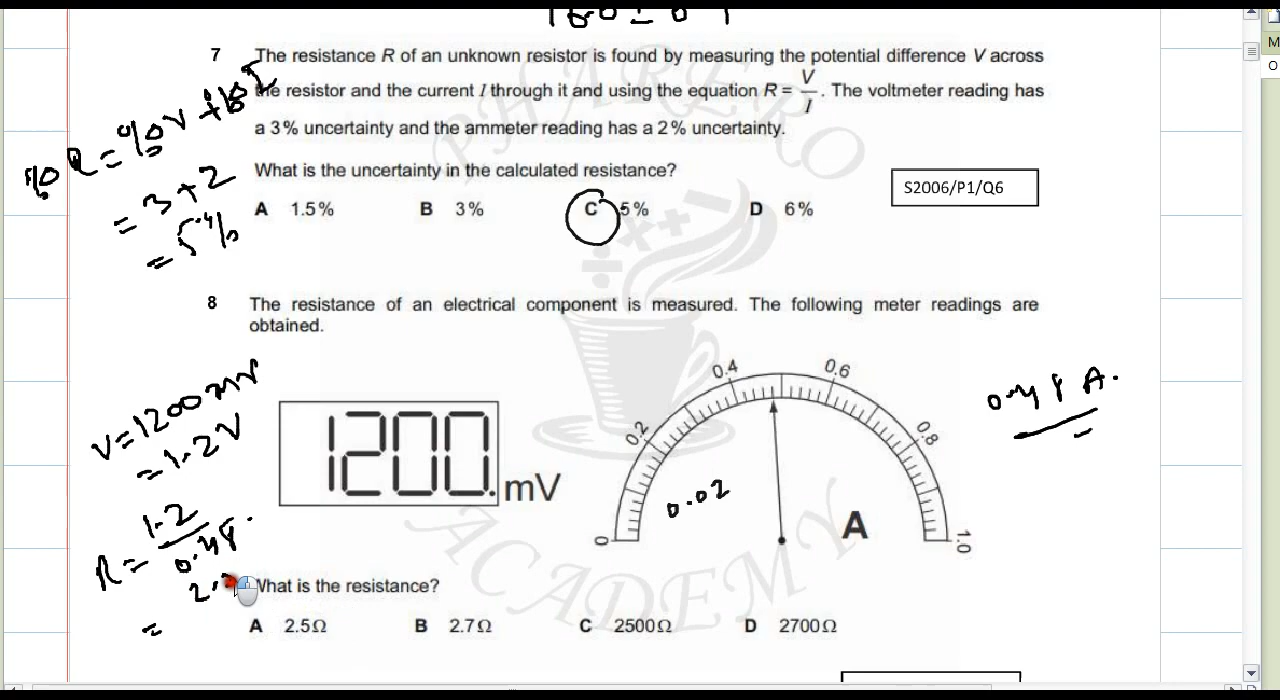 7 The resistance R of an unknown resistor is found by measuring the potential difference V across
the resistor and the current I through it and using the equation R = V/I. The voltmeter reading has
a 3% uncertainty and the ammeter reading has a 2% uncertainty.
What is the uncertainty in the calculated resistance?
S2006/P1/Q6
A 1.5% B 3% C 5% D 6%
% R = % V + % I
= 3 + 2
= 5%
8 The resistance of an electrical component is measured. The following meter readings are
obtained.
V = 1200 mV
= 1.2 V
1200. mV
0 0.2 0.4 0.6 0.8 1.0
A
0.02
0.48 A.
R = 1.2
0.48
=
What is the resistance?
A 2.5Ω B 2.7Ω C 2500Ω D 2700Ω
PHARERO
ACADEMY
M
O